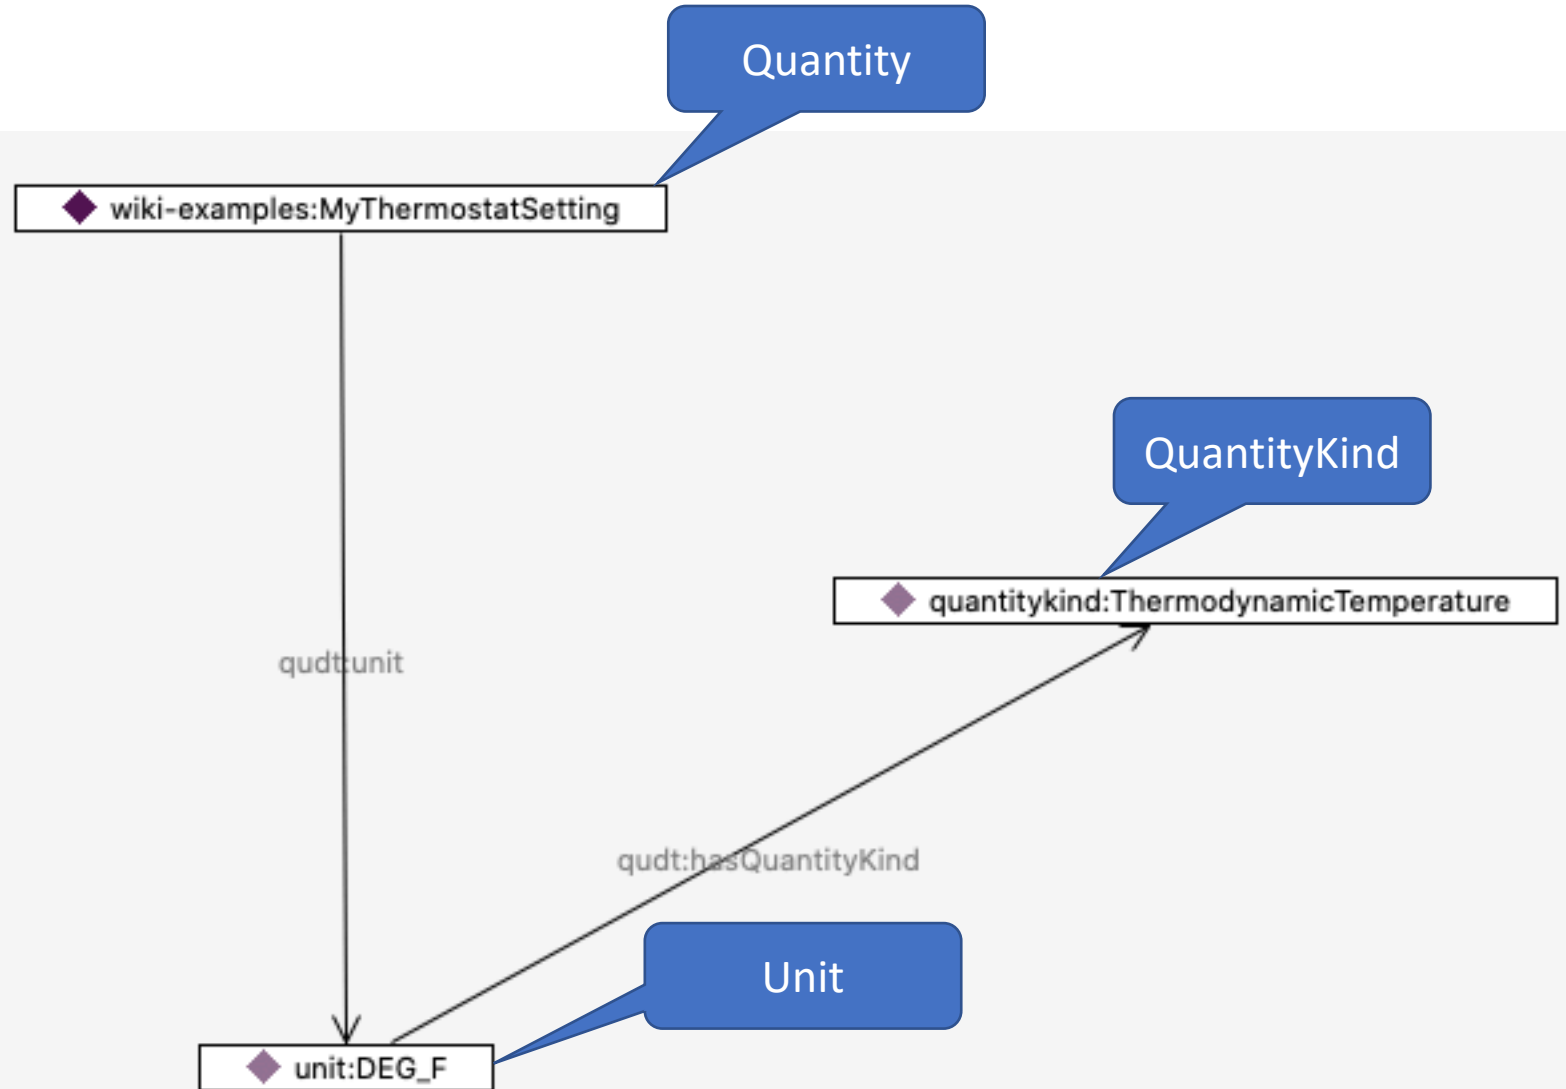 Quantity
wiki-examples:MyThermostatSetting
QuantityKind
quantitykind:ThermodynamicTemperature
qudt:unit
qudt:hasQuantityKind
Unit
unit:DEG_F